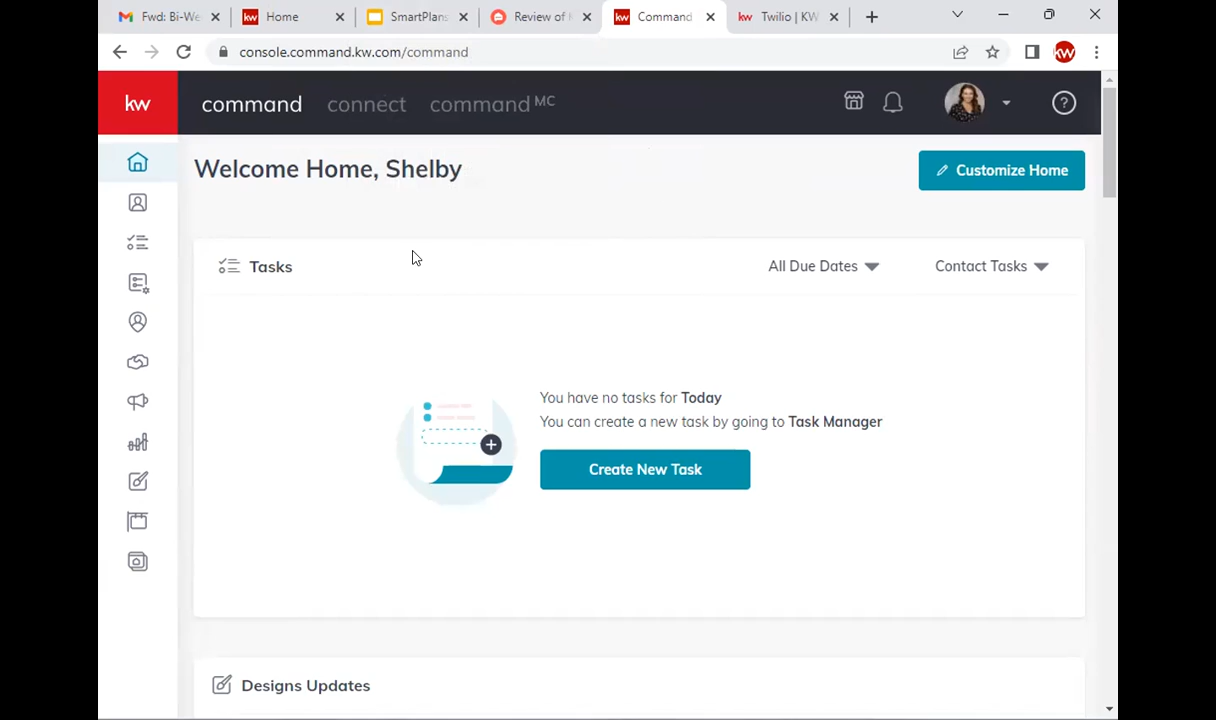 Fwd: Bi-We
Home
SmartPlans
Review of
Command
Twilio | KW
console.command.kw.com/command
kw
kw
command
connect
command MC
Welcome Home, Shelby
Customize Home
Tasks
All Due Dates
Contact Tasks
You have no tasks for Today
You can create a new task by going to Task Manager
Create New Task
Designs Updates